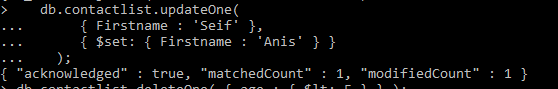 >    db.contactlist.updateOne(
...       { Firstname : 'Seif' },
...       { $set: { Firstname : 'Anis' } }
...    );
{ "acknowledged" : true, "matchedCount" : 1, "modifiedCount" : 1 }
> db.contactlist.deleteOne( { age : { $lt: 5 } } );